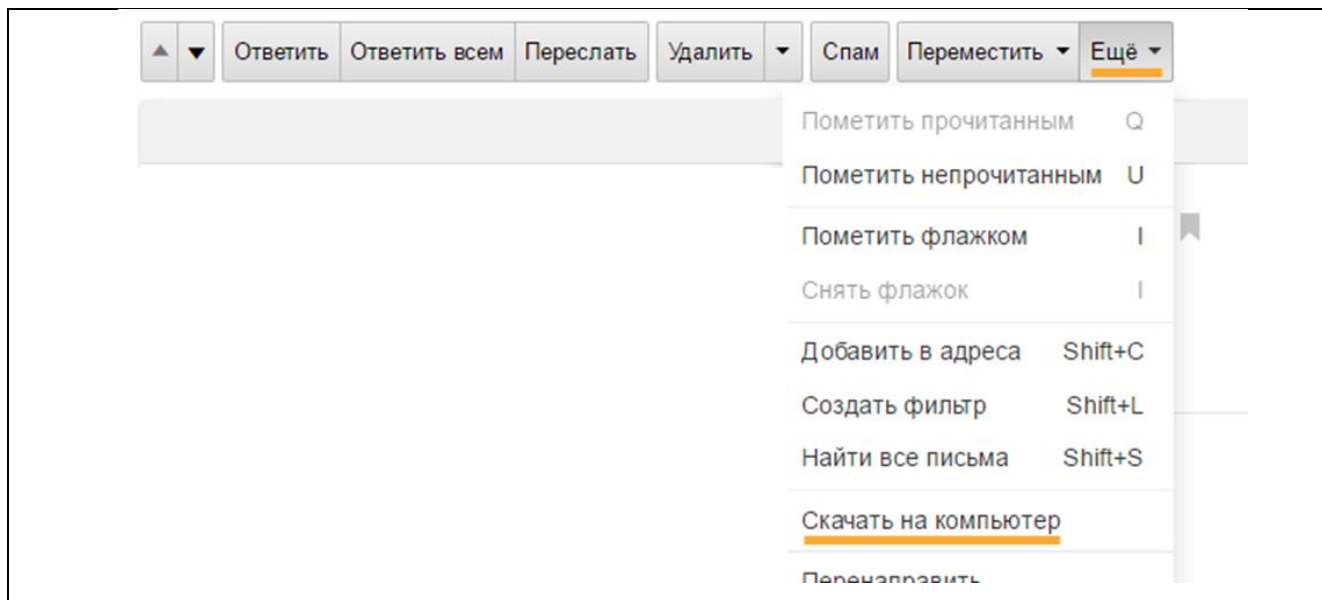 Ответить Ответить всем Переслать Удалить Спам Переместить Ещё
Пометить прочитанным Q
Пометить непрочитанным U
Пометить флажком I
Снять флажок I
Добавить в адреса Shift+C
Создать фильтр Shift+L
Найти все письма Shift+S
Скачать на компьютер
Перенаправить